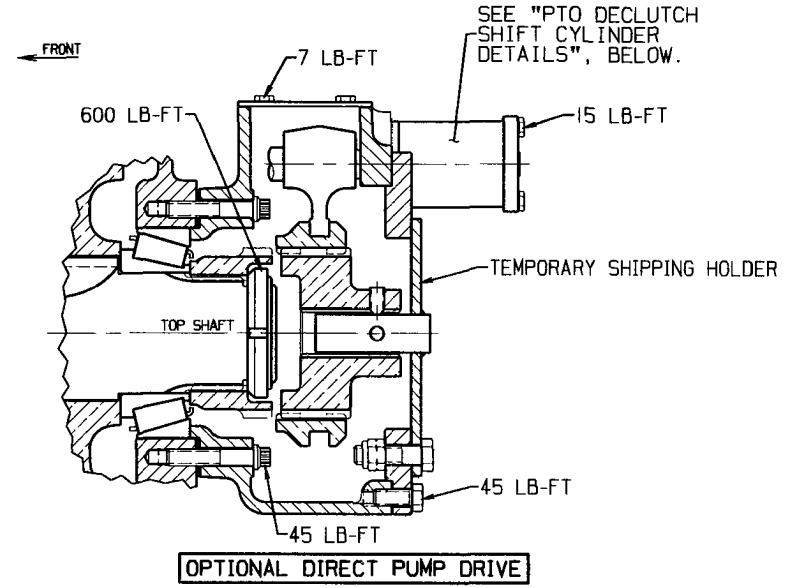 SEE "PTO DECLUTCH
SHIFT CYLINDER
DETAILS", BELOW.
FRONT
7 LB-FT
600 LB-FT
15 LB-FT
TEMPORARY SHIPPING HOLDER
TOP SHAFT
45 LB-FT
45 LB-FT
OPTIONAL DIRECT PUMP DRIVE